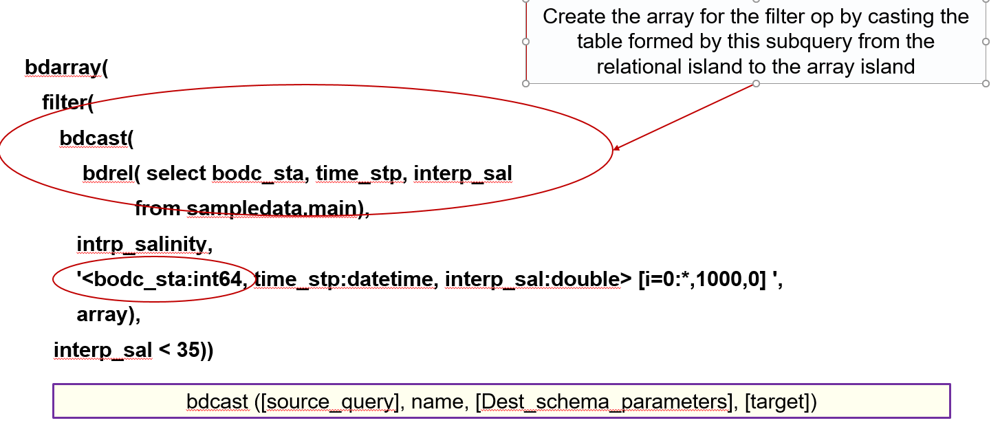 Create the array for the filter op by casting the
table formed by this subquery from the
relational island to the array island
bdarray(
filter(
bdcast(
bdrel( select bodc_sta, time_stp, interp_sal
from sampledata.main),
intrp_salinity,
'<bodc_sta:int64, time_stp:datetime, interp_sal:double> [i=0:*,1000,0] ',
array),
interp_sal < 35))
bdcast ([source_query], name, [Dest_schema_parameters], [target])